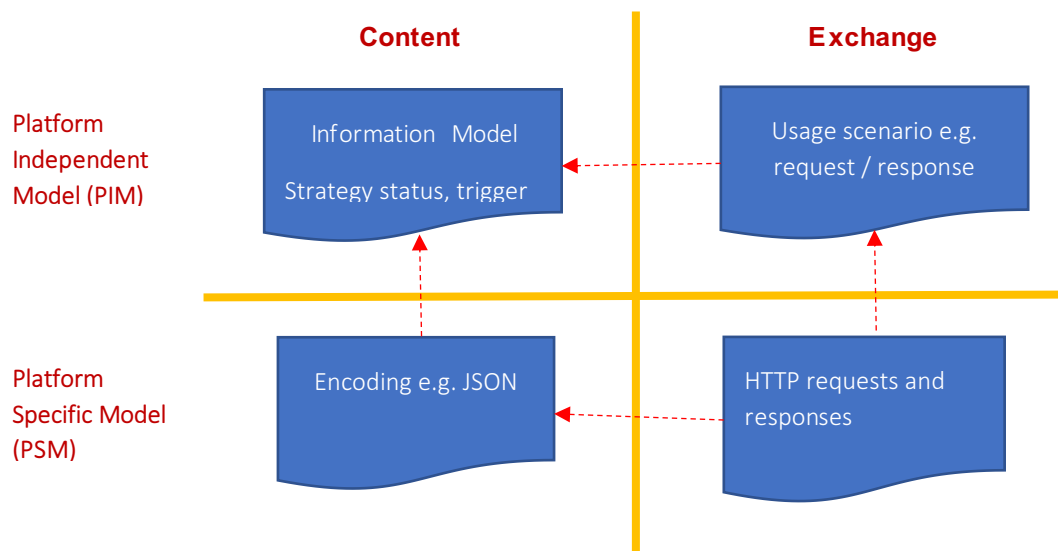 Content
Exchange
Platform
Independent
Model (PIM)
Information Model
Strategy status, trigger
Usage scenario e.g.
request / response
Platform
Specific Model
(PSM)
Encoding e.g. JSON
HTTP requests and
responses